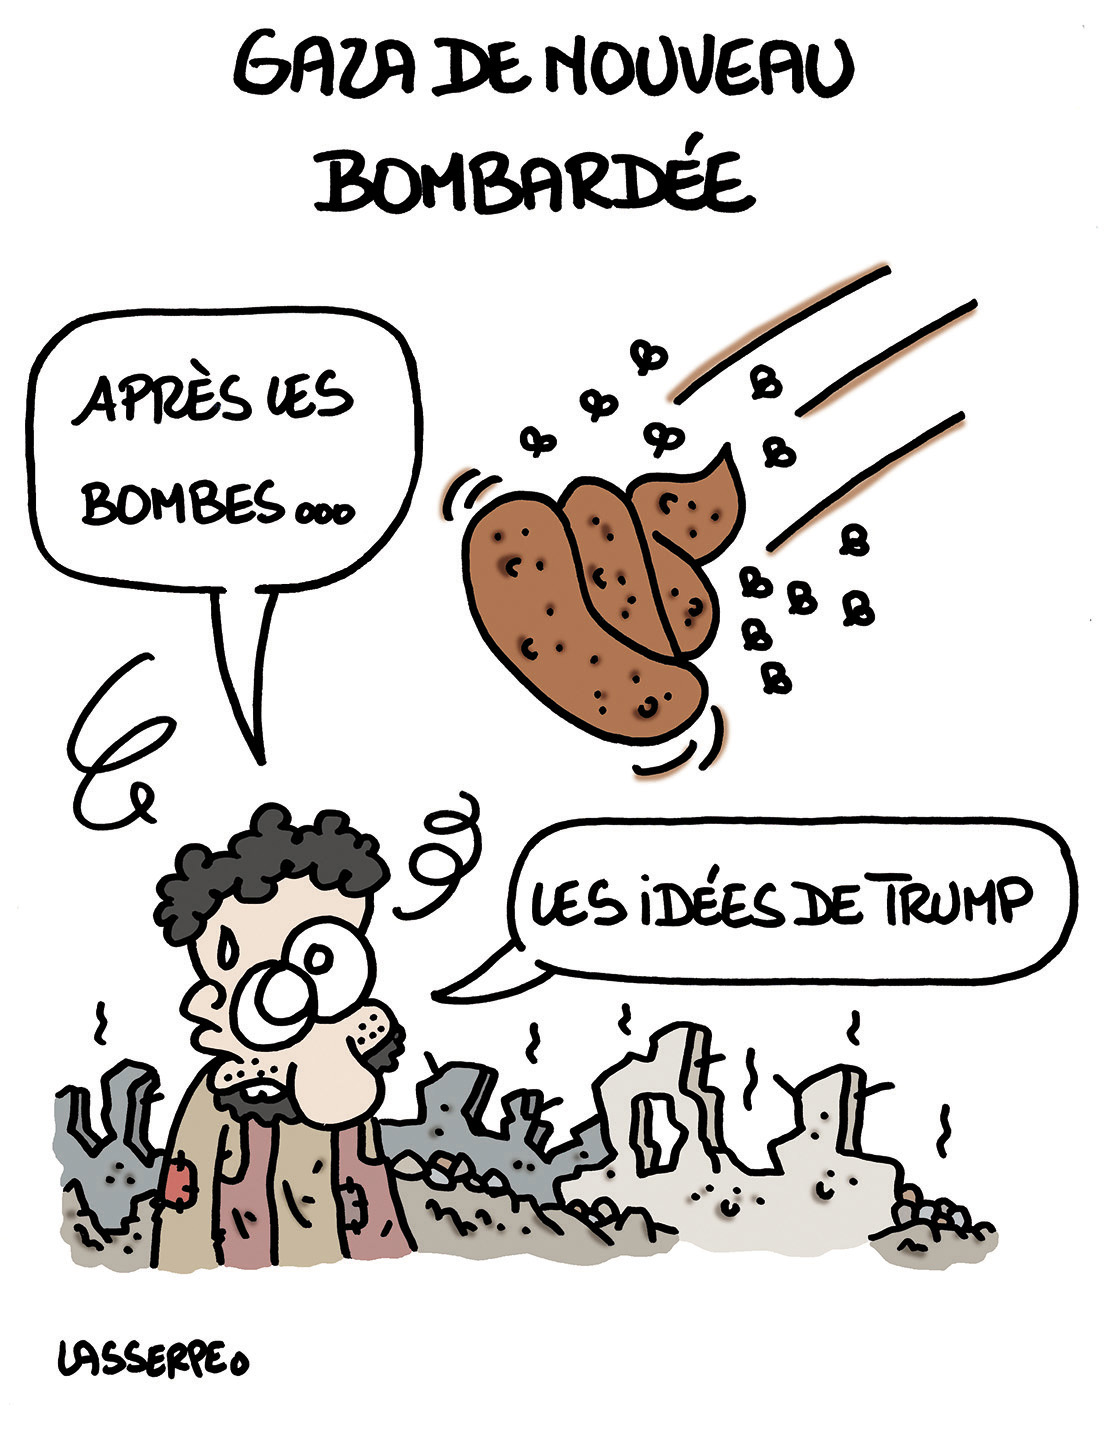 GAZA DE NOUVEAU
BOMBARDÉE
APRÈS LES
BOMBES...
LES IDÉES DE TRUMP
LASSERPE.